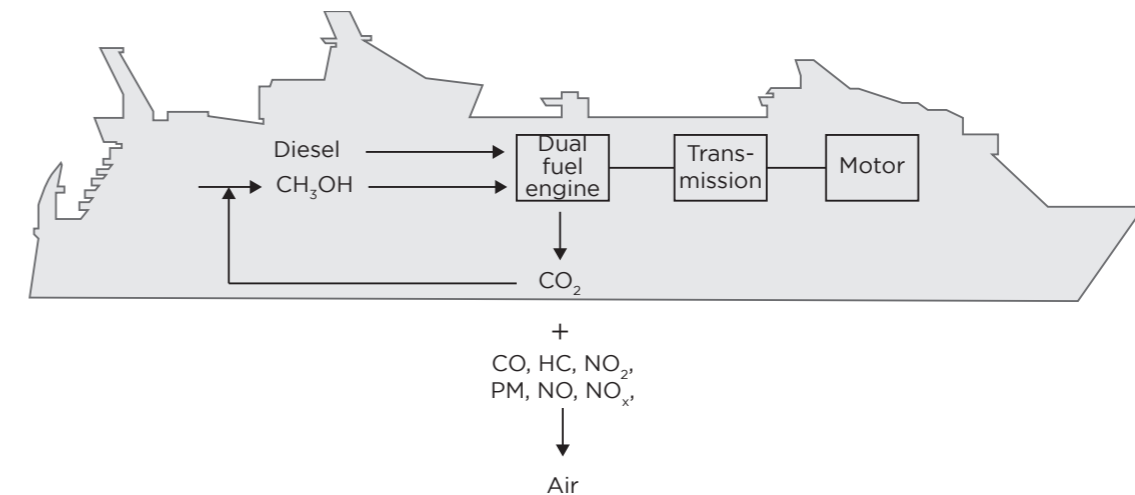 Diesel
CH₃OH
Dual
fuel
engine
Trans-
mission
Motor
CO₂
+
CO, HC, NO₂,
PM, NO, NOₓ,
Air